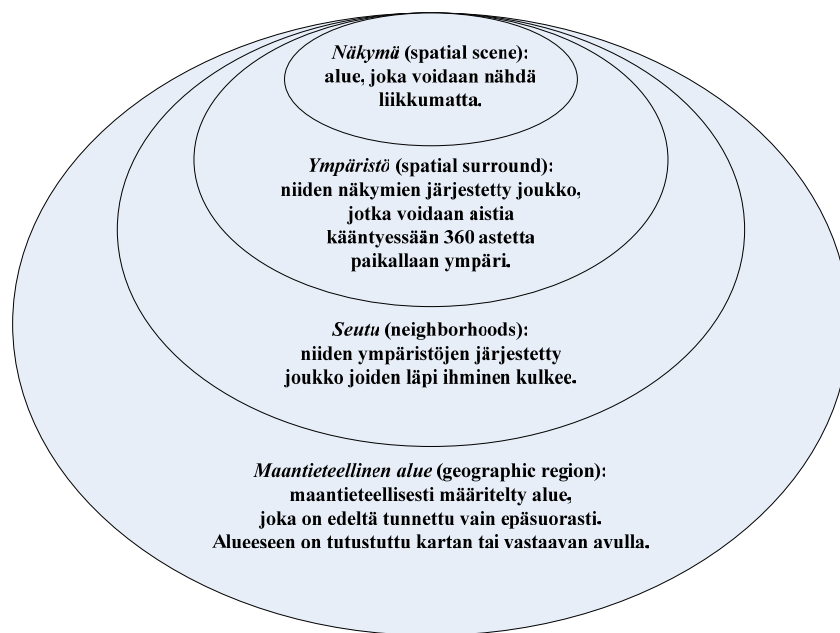 Näkymä (spatial scene):
alue, joka voidaan nähdä
liikkumatta.
Ympäristö (spatial surround):
niiden näkymien järjestetty joukko,
jotka voidaan aistia
kääntyessään 360 astetta
paikallaan ympäri.
Seutu (neighborhoods):
niiden ympäristöjen järjestetty
joukko joiden läpi ihminen kulkee.
Maantieteellinen alue (geographic region):
maantieteellisesti määritelty alue,
joka on edeltä tunnettu vain epäsuorasti.
Alueeseen on tutustuttu kartan tai vastaavan avulla.